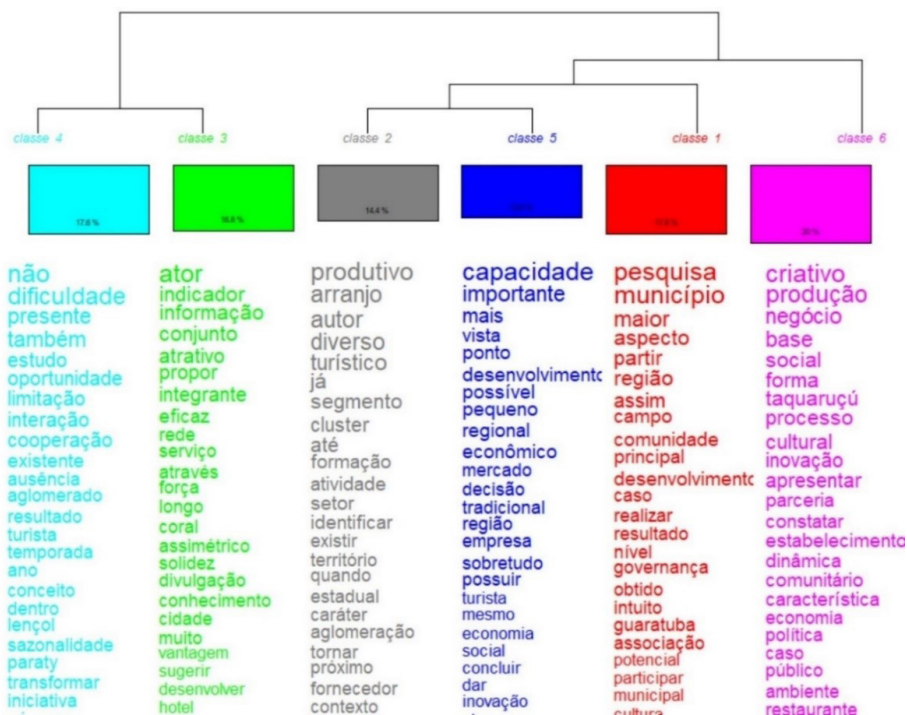 classe 4
classe 3
classe 2
classe 5
classe 1
classe 6
17.6 %
14.4 %
não
dificuldade
presente
também
estudo
oportunidade
limitação
interação
cooperação
existente
ausência
aglomerado
resultado
turista
temporada
ano
conceito
dentro
lençol
sazonalidade
paraty
transformar
iniciativa
ator
indicador
informação
conjunto
atrativo
propor
integrante
eficaz
rede
serviço
através
força
longo
coral
assimétrico
solidez
divulgação
conhecimento
cidade
muito
vantagem
sugerir
desenvolver
hotel
produtivo
arranjo
autor
diverso
turístico
já
segmento
cluster
até
formação
atividade
setor
identificar
existir
território
quando
estadual
caráter
aglomeração
tornar
próximo
fornecedor
contexto
capacidade
importante
mais
vista
ponto
desenvolvimento
possível
pequeno
regional
econômico
mercado
decisão
tradicional
região
empresa
sobretudo
possuir
turista
mesmo
economia
social
concluir
dar
inovação
pesquisa
município
maior
aspecto
partir
região
assim
campo
comunidade
principal
desenvolvimento
caso
realizar
resultado
nível
governança
obtido
intuito
guaratuba
associação
potencial
participar
municipal
cultura
criativo
produção
negócio
base
social
forma
taquaruçú
processo
cultural
inovação
apresentar
parceria
constatar
estabelecimento
dinâmica
comunitário
característica
economia
política
caso
público
ambiente
restaurante